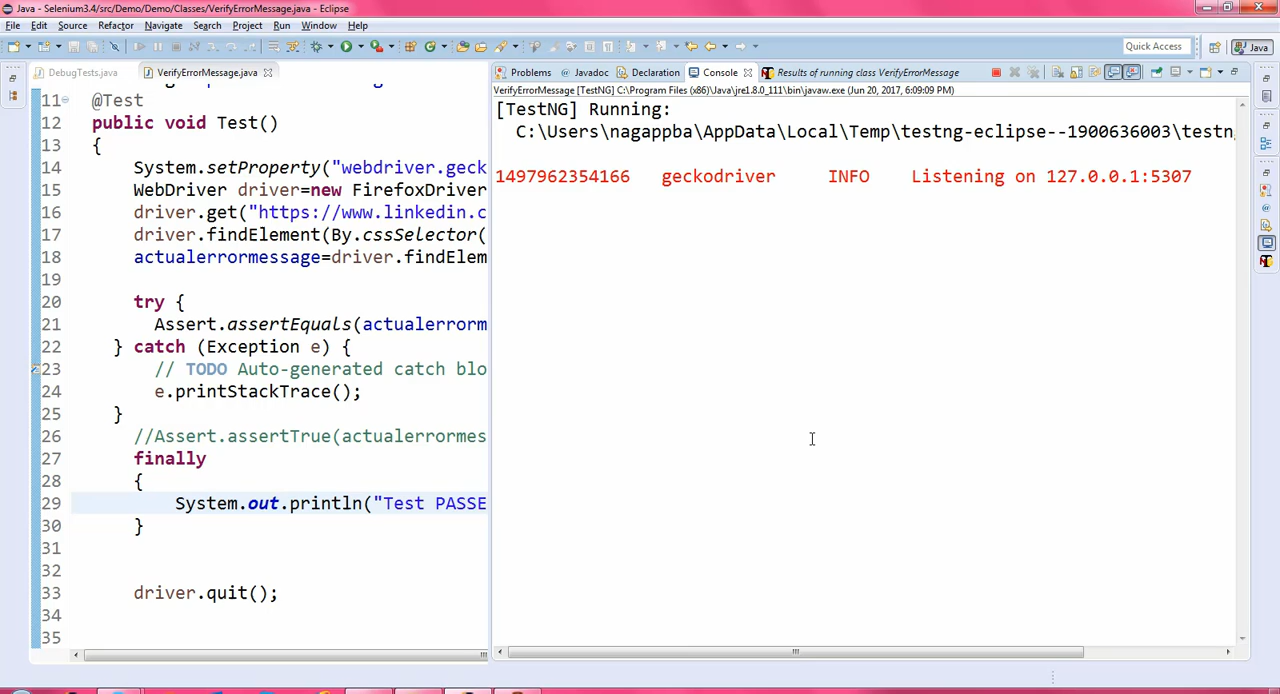 Java - Selenium3.4/src/Demo/Demo/Classes/VerifyErrorMessage.java - Eclipse
File Edit Source Refactor Navigate Search Project Run Window Help
Quick Access
Java
DebugTests.java
VerifyErrorMessage.java
Problems
@ Javadoc
Declaration
Console
Results of running class VerifyErrorMessage
VerifyErrorMessage [TestNG] C:\Program Files (x86)\Java\jre1.8.0_111\bin\javaw.exe (Jun 20, 2017, 6:09:09 PM)
11 @Test
12 public void Test()
13 {
14 System.setProperty("webdriver.geck
15 WebDriver driver=new FirefoxDriver
16 driver.get("https://www.linkedin.c
17 driver.findElement(By.cssSelector(
18 actualerrormessage=driver.findElem
19
20 try {
21 Assert.assertEquals(actualerrorm
22 } catch (Exception e) {
23 // TODO Auto-generated catch blo
24 e.printStackTrace();
25 }
26 //Assert.assertTrue(actualerrormes
27 finally
28 {
29 System.out.println("Test PASSE
30 }
31
32
33 driver.quit();
34
35
[TestNG] Running:
C:\Users\nagappba\AppData\Local\Temp\testng-eclipse--1900636003\testng
1497962354166 geckodriver INFO Listening on 127.0.0.1:5307